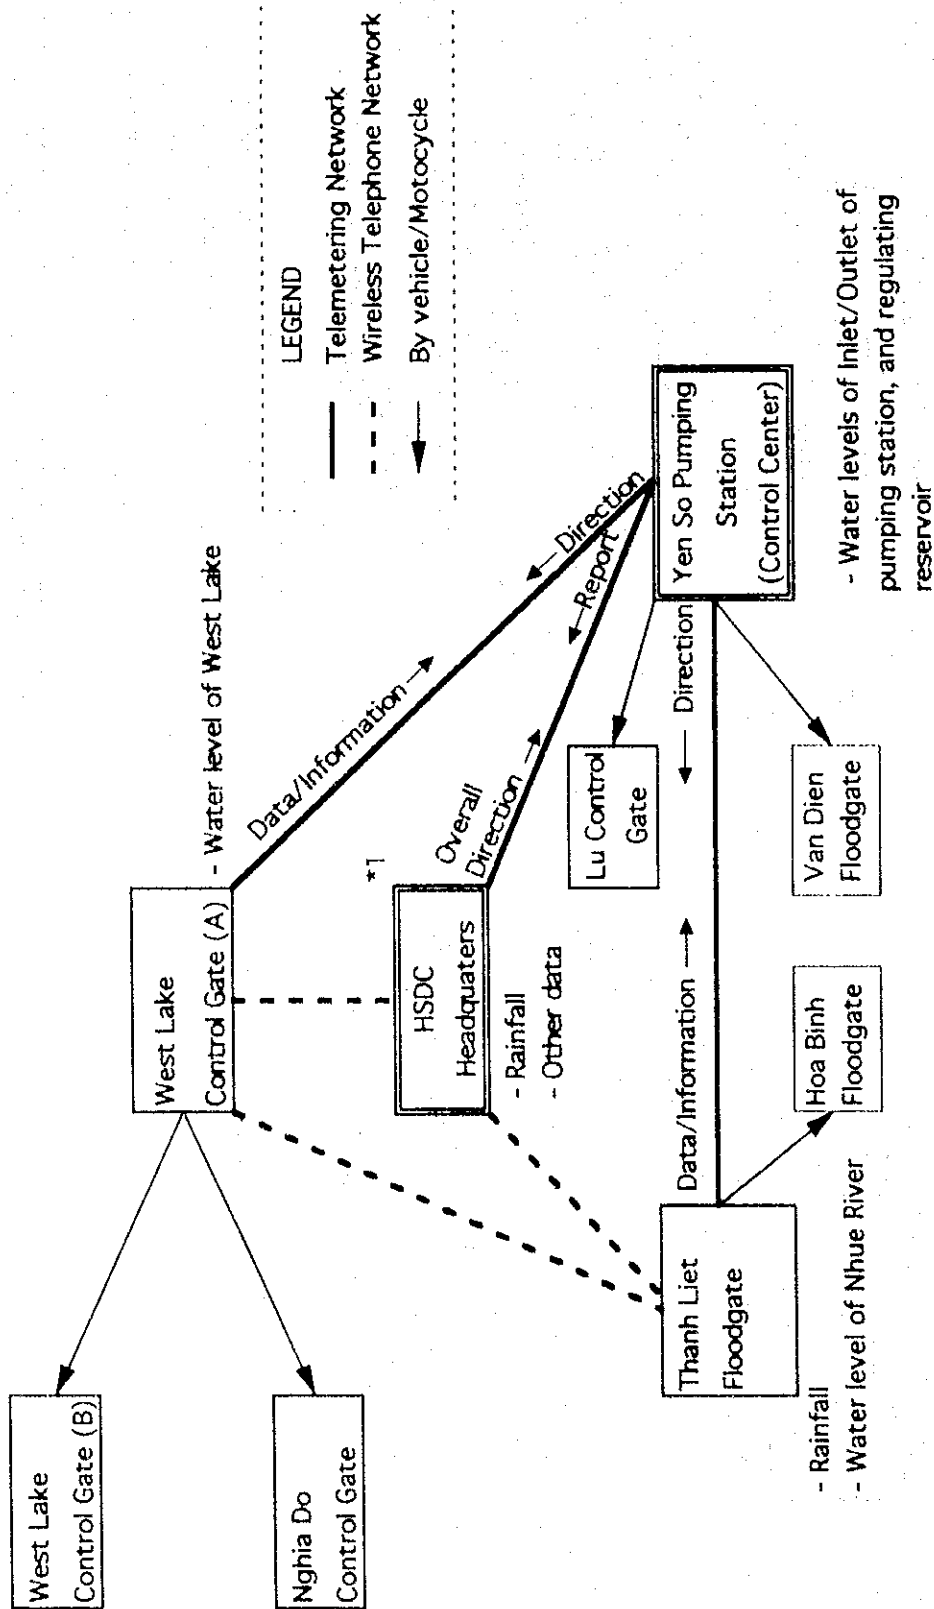 West Lake
Control Gate (B)
Nghia Do
Control Gate
West Lake
Control Gate (A)
- Water level of West Lake
LEGEND
Telemetering Network
Wireless Telephone Network
By vehicle/Motocycle
Data/Information →
← Direction
*1
HSDC
Headquaters
- Rainfall
- Other data
Overall
Direction →
← Report
Lu Control
Gate
Yen So Pumping
Station
(Control Center)
- Water levels of Inlet/Outlet of
pumping station, and regulating
reservoir
Data/Information →
← Direction
Thanh Liet
Floodgate
- Rainfall
- Water level of Nhue River
Hoa Binh
Floodgate
Van Dien
Floodgate